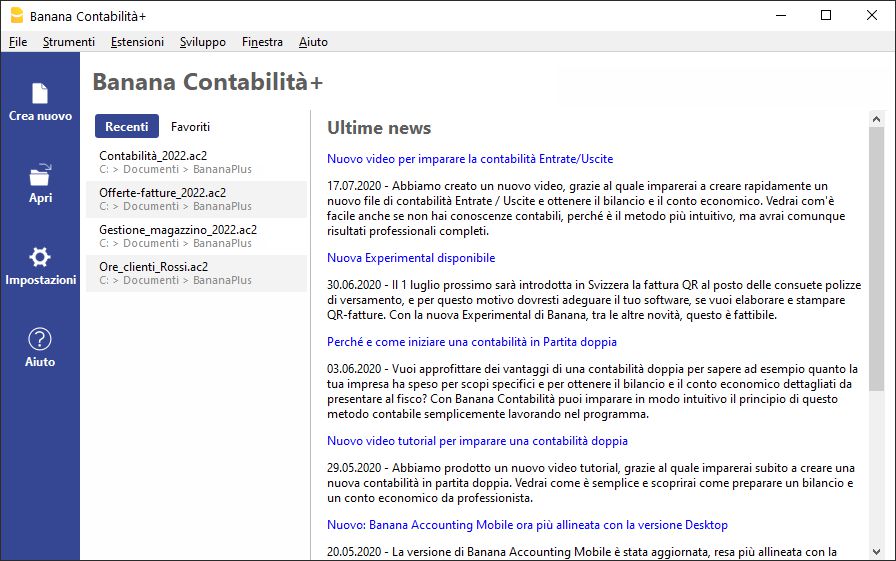 Banana Contabilità+
File Strumenti Estensioni Sviluppo Finestra Aiuto
Crea nuovo
Apri
Impostazioni
Aiuto
Banana Contabilità+
Recenti Favoriti
Contabilità_2022.ac2
C: > Documenti > BananaPlus
Offerte-fatture_2022.ac2
C: > Documenti > BananaPlus
Gestione_magazzino_2022.ac2
C: > Documenti > BananaPlus
Ore_clienti_Rossi.ac2
C: > Documenti > BananaPlus
Ultime news
Nuovo video per imparare la contabilità Entrate/Uscite
17.07.2020 - Abbiamo creato un nuovo video, grazie al quale imparerai a creare rapidamente un
nuovo file di contabilità Entrate / Uscite e ottenere il bilancio e il conto economico. Vedrai com'è
facile anche se non hai conoscenze contabili, perché è il metodo più intuitivo, ma avrai comunque
risultati professionali completi.
Nuova Experimental disponibile
30.06.2020 - Il 1 luglio prossimo sarà introdotta in Svizzera la fattura QR al posto delle consuete polizze
di versamento, e per questo motivo dovresti adeguare il tuo software, se vuoi elaborare e stampare
QR-fatture. Con la nuova Experimental di Banana, tra le altre novità, questo è fattibile.
Perché e come iniziare una contabilità in Partita doppia
03.06.2020 - Vuoi approfittare dei vantaggi di una contabilità doppia per sapere ad esempio quanto la
tua impresa ha speso per scopi specifici e per ottenere il bilancio e il conto economico dettagliati da
presentare al fisco? Con Banana Contabilità puoi imparare in modo intuitivo il principio di questo
metodo contabile semplicemente lavorando nel programma.
Nuovo video tutorial per imparare una contabilità doppia
29.05.2020 - Abbiamo prodotto un nuovo video tutorial, grazie al quale imparerai subito a creare una
nuova contabilità in partita doppia. Vedrai come è semplice e scoprirai come preparare un bilancio e
un conto economico da professionista.
Nuovo: Banana Accounting Mobile ora più allineata con la versione Desktop
20.05.2020 - La versione di Banana Accounting Mobile è stata aggiornata, resa più allineata con la